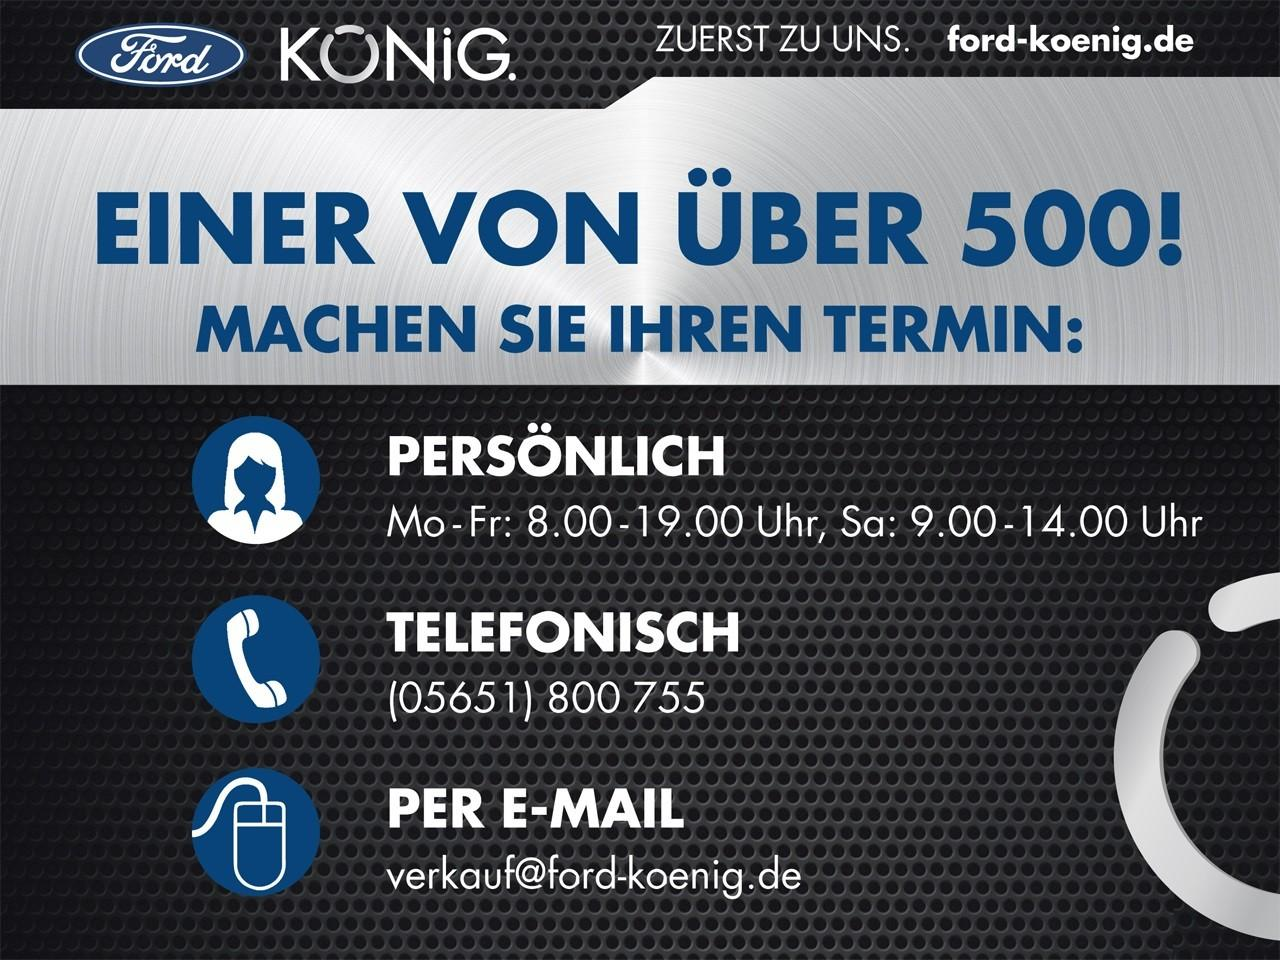 Ford KÖNiG. ZUERST ZU UNS. ford-koenig.de
EINER VON ÜBER 500!
MACHEN SIE IHREN TERMIN:
PERSÖNLICH
Mo-Fr: 8.00-19.00 Uhr, Sa: 9.00-14.00 Uhr
TELEFONISCH
(05651) 800 755
PER E-MAIL
verkauf@ford-koenig.de